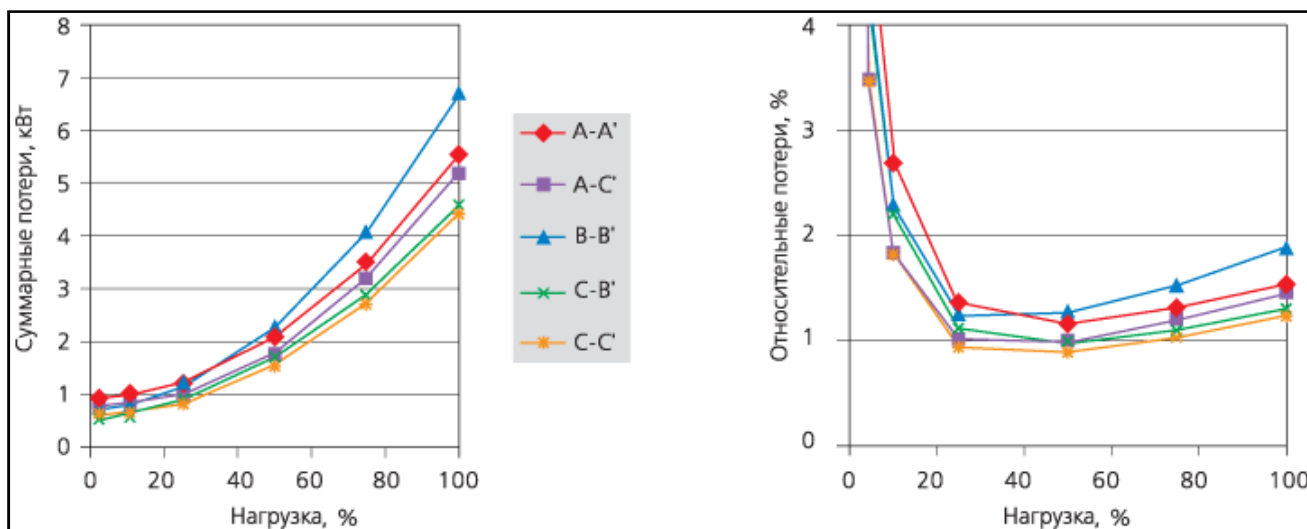 Суммарные потери, кВт
8
7
6
5
4
3
2
1
0
0 20 40 60 80 100
Нагрузка, %
A-A'
A-C'
B-B'
C-B'
C-C'
Относительные потери, %
4
3
2
1
0
0 20 40 60 80 100
Нагрузка, %